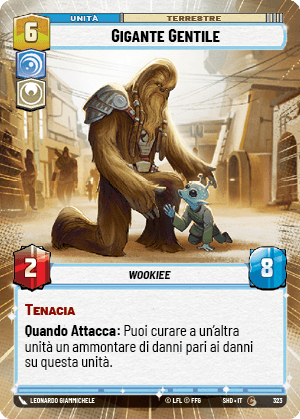 UNITÀ
TERRESTRE
6
GIGANTE GENTILE
2
WOOKIEE
8
TENACIA
Quando Attacca: Puoi curare a un'altra
unità un ammontare di danni pari ai danni
su questa unità.
LEONARDO GIAMMICHELE
© LFL © FFG
SHD • IT
323